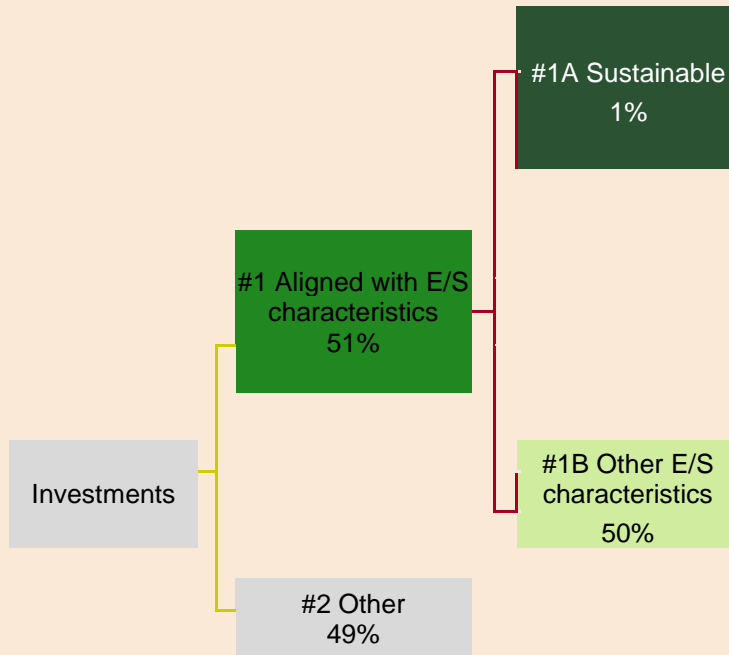 #1A Sustainable
1%
#1 Aligned with E/S
characteristics
51%
Investments
#1B Other E/S
characteristics
50%
#2 Other
49%